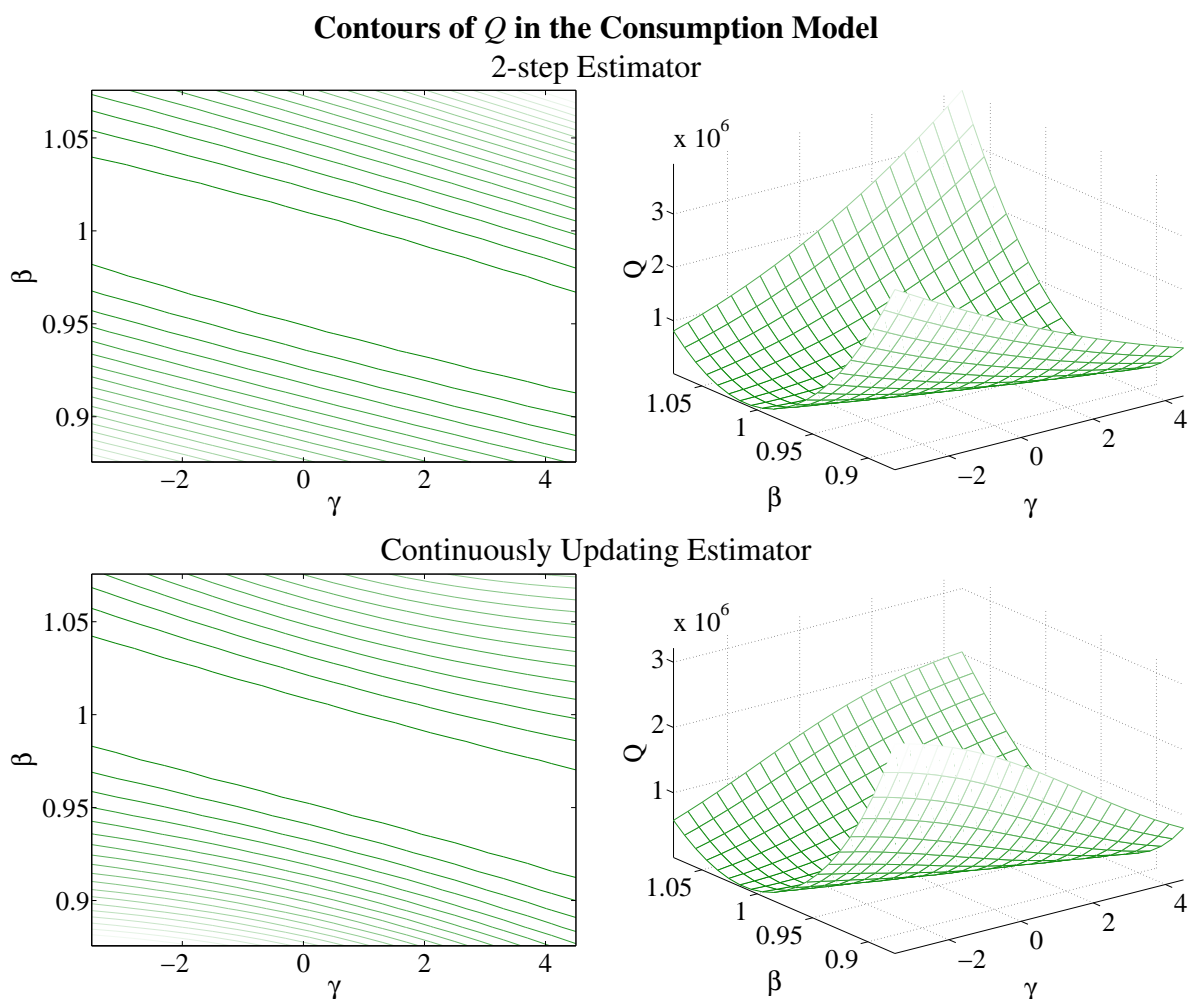 Contours of Q in the Consumption Model
2-step Estimator
1.05
1
0.95
0.9
β
−2 0 2 4
γ
x 10^6
3
2
1
Q
1.05
1
0.95
0.9
β
−2
0
2
4
γ
Continuously Updating Estimator
1.05
1
0.95
0.9
β
−2 0 2 4
γ
x 10^6
3
2
1
Q
1.05
1
0.95
0.9
β
−2
0
2
4
γ